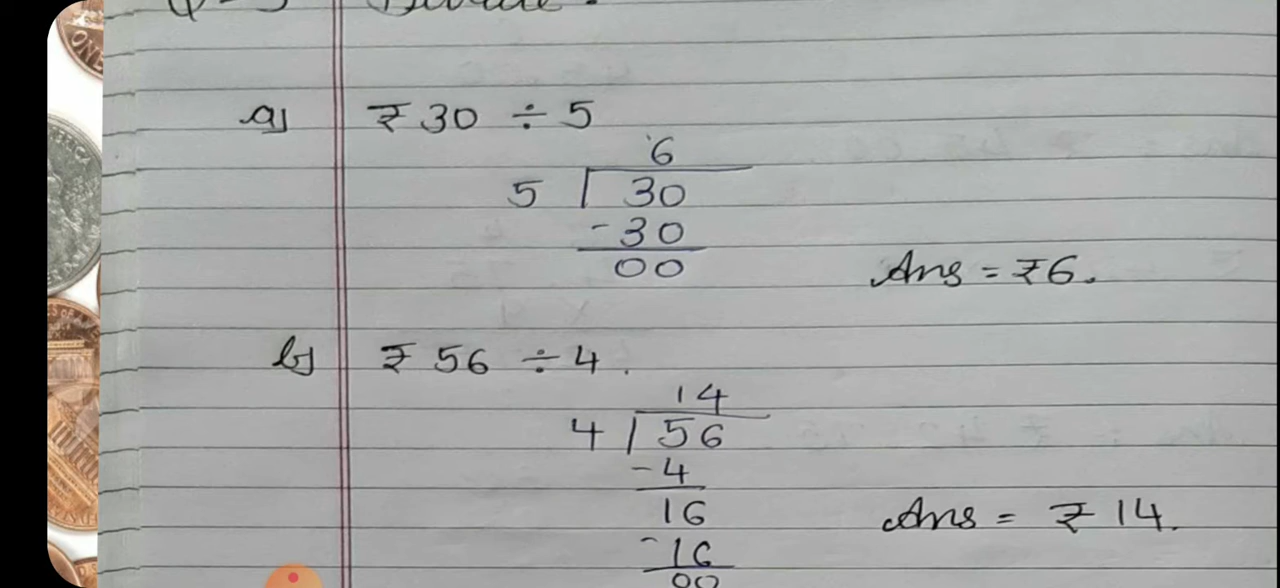 a) ₹ 30 ÷ 5
6
5 | 30
- 30
00
Ans = ₹6.
b) ₹ 56 ÷ 4.
14
4 | 56
- 4
16
Ans = ₹ 14.
- 16
00